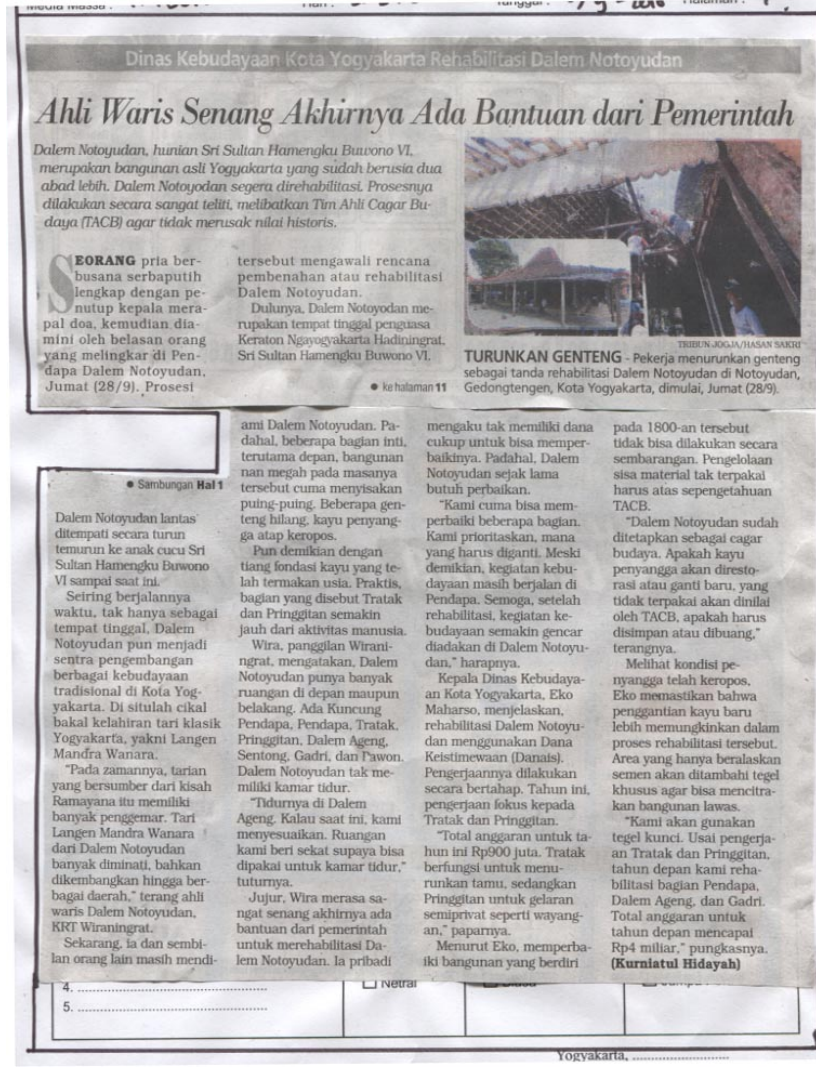 Media Massa :
Hari :
Tanggal :
Halaman :
Dinas Kebudayaan Kota Yogyakarta Rehabilitasi Dalem Notoyudan
Ahli Waris Senang Akhirnya Ada Bantuan dari Pemerintah
Dalem Notoyudan, hunian Sri Sultan Hamengku Buwono VI,
merupakan bangunan asli Yogyakarta yang sudah berusia dua
abad lebih. Dalem Notoyodan segera direhabilitasi. Prosesnya
dilakukan secara sangat teliti, melibatkan Tim Ahli Cagar Bu-
daya (TACB) agar tidak merusak nilai historis.
SEORANG pria ber-
busana serbaputih
lengkap dengan pe-
nutup kepala mera-
pal doa, kemudian dia-
mini oleh belasan orang
yang melingkar di Pen-
dapa Dalem Notoyudan,
Jumat (28/9). Prosesi
tersebut mengawali rencana
pembenahan atau rehabilitasi
Dalem Notoyudan.
Dulunya, Dalem Notoyodan me-
rupakan tempat tinggal penguasa
Keraton Ngayogyakarta Hadiningrat,
Sri Sultan Hamengku Buwono VI.
● ke halaman 11
TRIBUN JOGJA/HASAN SAKRI
TURUNKAN GENTENG - Pekerja menurunkan genteng
sebagai tanda rehabilitasi Dalem Notoyudan di Notoyudan,
Gedongtengen, Kota Yogyakarta, dimulai, Jumat (28/9).
● Sambungan Hal 1
Dalem Notoyudan lantas
ditempati secara turun
temurun ke anak cucu Sri
Sultan Hamengku Buwono
VI sampai saat ini.
Seiring berjalannya
waktu, tak hanya sebagai
tempat tinggal, Dalem
Notoyudan pun menjadi
sentra pengembangan
berbagai kebudayaan
tradisional di Kota Yog-
yakarta. Di situlah cikal
bakal kelahiran tari klasik
Yogyakarta, yakni Langen
Mandra Wanara.
"Pada zamannya, tarian
yang bersumber dari kisah
Ramayana itu memiliki
banyak penggemar. Tari
Langen Mandra Wanara
dari Dalem Notoyudan
banyak diminati, bahkan
dikembangkan hingga ber-
bagai daerah," terang ahli
waris Dalem Notoyudan,
KRT Wiraningrat.
Sekarang, ia dan sembi-
lan orang lain masih mendi-
ami Dalem Notoyudan. Pa-
dahal, beberapa bagian inti,
terutama depan, bangunan
nan megah pada masanya
tersebut cuma menyisakan
puing-puing. Beberapa gen-
teng hilang, kayu penyang-
ga atap keropos.
Pun demikian dengan
tiang fondasi kayu yang te-
lah termakan usia. Praktis,
bagian yang disebut Tratak
dan Pringgitan semakin
jauh dari aktivitas manusia.
Wira, panggilan Wirani-
ngrat, mengatakan, Dalem
Notoyudan punya banyak
ruangan di depan maupun
belakang. Ada Kuncung
Pendapa, Pendapa, Tratak,
Pringgitan, Dalem Ageng,
Sentong, Gadri, dan Pawon.
Dalem Notoyudan tak me-
miliki kamar tidur.
"Tidurnya di Dalem
Ageng. Kalau saat ini, kami
menyesuaikan. Ruangan
kami beri sekat supaya bisa
dipakai untuk kamar tidur,"
tuturnya.
Jujur, Wira merasa sa-
ngat senang akhirnya ada
bantuan dari pemerintah
untuk merehabilitasi Da-
lem Notoyudan. Ia pribadi
mengaku tak memiliki dana
cukup untuk bisa memper-
baikinya. Padahal, Dalem
Notoyudan sejak lama
butuh perbaikan.
"Kami cuma bisa mem-
perbaiki beberapa bagian.
Kami prioritaskan, mana
yang harus diganti. Meski
demikian, kegiatan kebu-
dayaan masih berjalan di
Pendapa. Semoga, setelah
rehabilitasi, kegiatan ke-
budayaan semakin gencar
diadakan di Dalem Notoyu-
dan," harapnya.
Kepala Dinas Kebudaya-
an Kota Yogyakarta, Eko
Maharso, menjelaskan,
rehabilitasi Dalem Notoyu-
dan menggunakan Dana
Keistimewaan (Danais).
Pengerjaannya dilakukan
secara bertahap. Tahun ini,
pengerjaan fokus kepada
Tratak dan Pringgitan.
"Total anggaran untuk ta-
hun ini Rp900 juta. Tratak
berfungsi untuk menu-
runkan tamu, sedangkan
Pringgitan untuk gelaran
semiprivat seperti wayang-
an," paparnya.
Menurut Eko, memperba-
iki bangunan yang berdiri
pada 1800-an tersebut
tidak bisa dilakukan secara
sembarangan. Pengelolaan
sisa material tak terpakai
harus atas sepengetahuan
TACB.
"Dalem Notoyudan sudah
ditetapkan sebagai cagar
budaya. Apakah kayu
penyangga akan diresto-
rasi atau ganti baru, yang
tidak terpakai akan dinilai
oleh TACB, apakah harus
disimpan atau dibuang,"
terangnya.
Melihat kondisi pe-
nyangga telah keropos,
Eko memastikan bahwa
penggantian kayu baru
lebih memungkinkan dalam
proses rehabilitasi tersebut.
Area yang hanya beralaskan
semen akan ditambahi tegel
khusus agar bisa mencitra-
kan bangunan lawas.
"Kami akan gunakan
tegel kunci. Usai pengerja-
an Tratak dan Pringgitan,
tahun depan kami reha-
bilitasi bagian Pendapa,
Dalem Ageng, dan Gadri.
Total anggaran untuk
tahun depan mencapai
Rp4 miliar," pungkasnya.
(Kurniatul Hidayah)
4. ........................................
5. ........................................
Netral
Yogyakarta, ............................